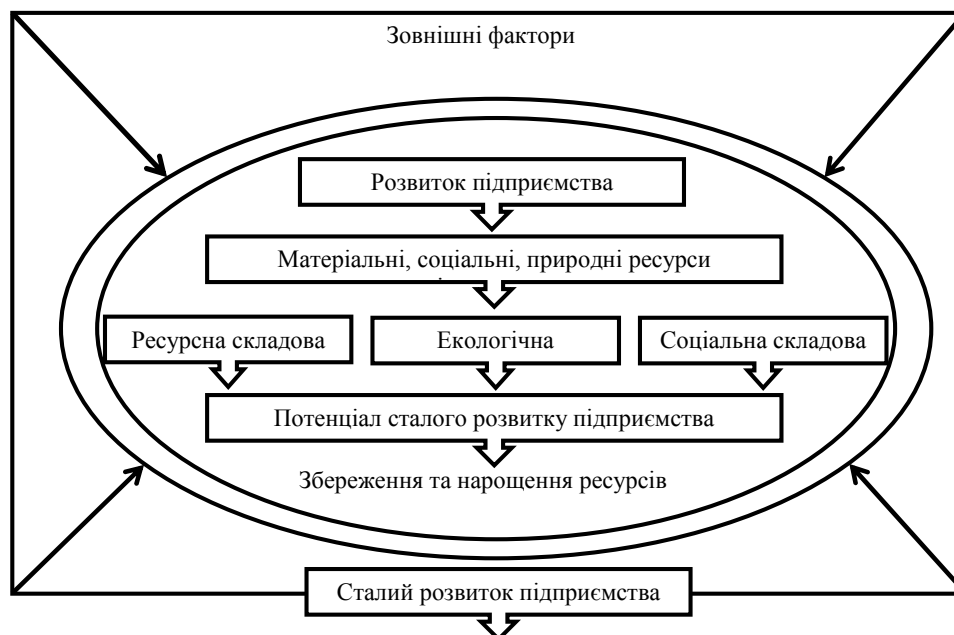 Зовнішні фактори
Розвиток підприємства
Матеріальні, соціальні, природні ресурси
Ресурсна складова
Екологічна
Соціальна складова
Потенціал сталого розвитку підприємства
Збереження та нарощення ресурсів
Сталий розвиток підприємства